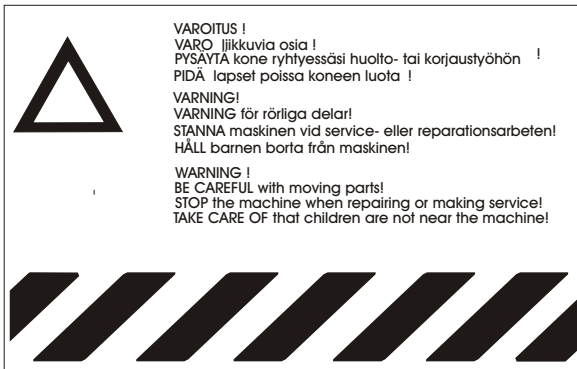 VAROITUS !
VARO liikkuvia osia !
PYSÄYTÄ kone ryhtyessäsi huolto- tai korjaustyöhön !
PIDÄ lapset poissa koneen luota !
VARNING!
VARNING för rörliga delar!
STANNA maskinen vid service- eller reparationsarbeten!
HÅLL barnen borta från maskinen!
WARNING !
BE CAREFUL with moving parts!
STOP the machine when repairing or making service!
TAKE CARE OF that children are not near the machine!